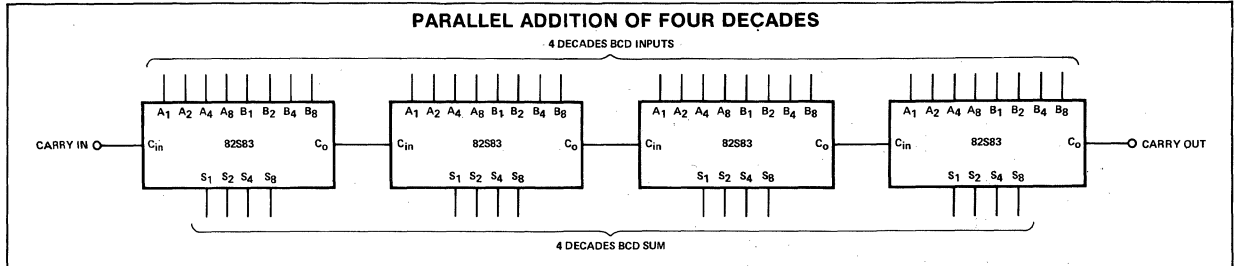 PARALLEL ADDITION OF FOUR DECADES
4 DECADES BCD INPUTS
A1 A2 A4 A8 B1 B2 B4 B8 A1 A2 A4 A8 B1 B2 B4 B8 A1 A2 A4 A8 B1 B2 B4 B8 A1 A2 A4 A8 B1 B2 B4 B8
CARRY IN Cin 82S83 Co Cin 82S83 Co Cin 82S83 Co Cin 82S83 Co CARRY OUT
S1 S2 S4 S8 S1 S2 S4 S8 S1 S2 S4 S8 S1 S2 S4 S8
4 DECADES BCD SUM